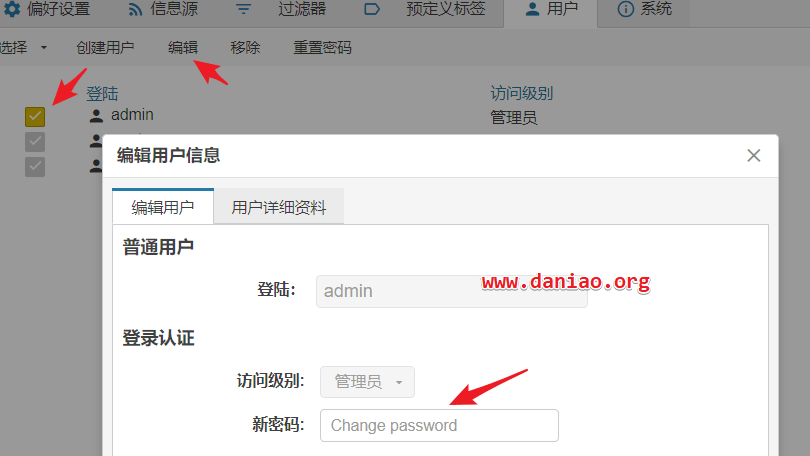 偏好设置 信息源 过滤器 预定义标签 用户 系统
选择 创建用户 编辑 移除 重置密码
登陆 访问级别
admin 管理员
编辑用户信息
编辑用户 用户详细资料
普通用户
登陆: admin
www.daniao.org
登录认证
访问级别: 管理员
新密码: Change password